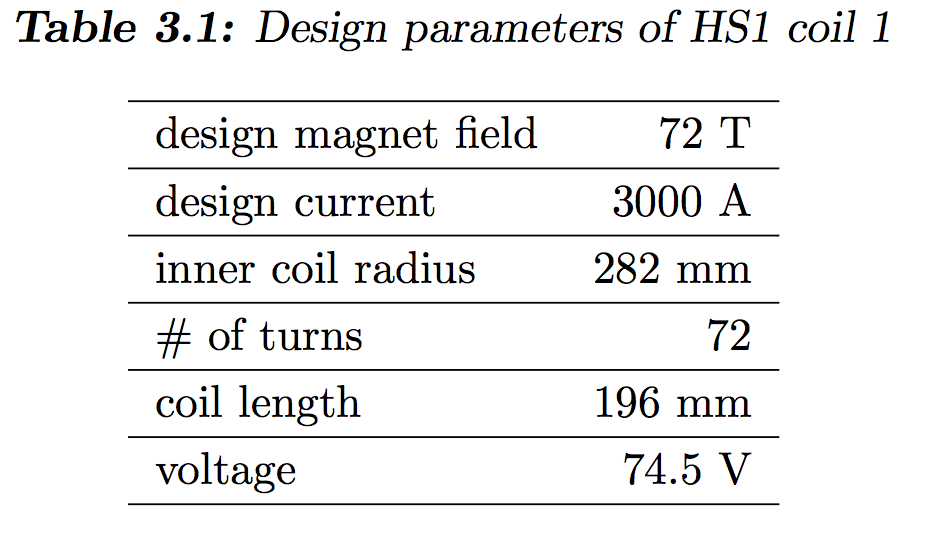 Table 3.1: Design parameters of HS1 coil 1
design magnet field 72 T
design current 3000 A
inner coil radius 282 mm
# of turns 72
coil length 196 mm
voltage 74.5 V